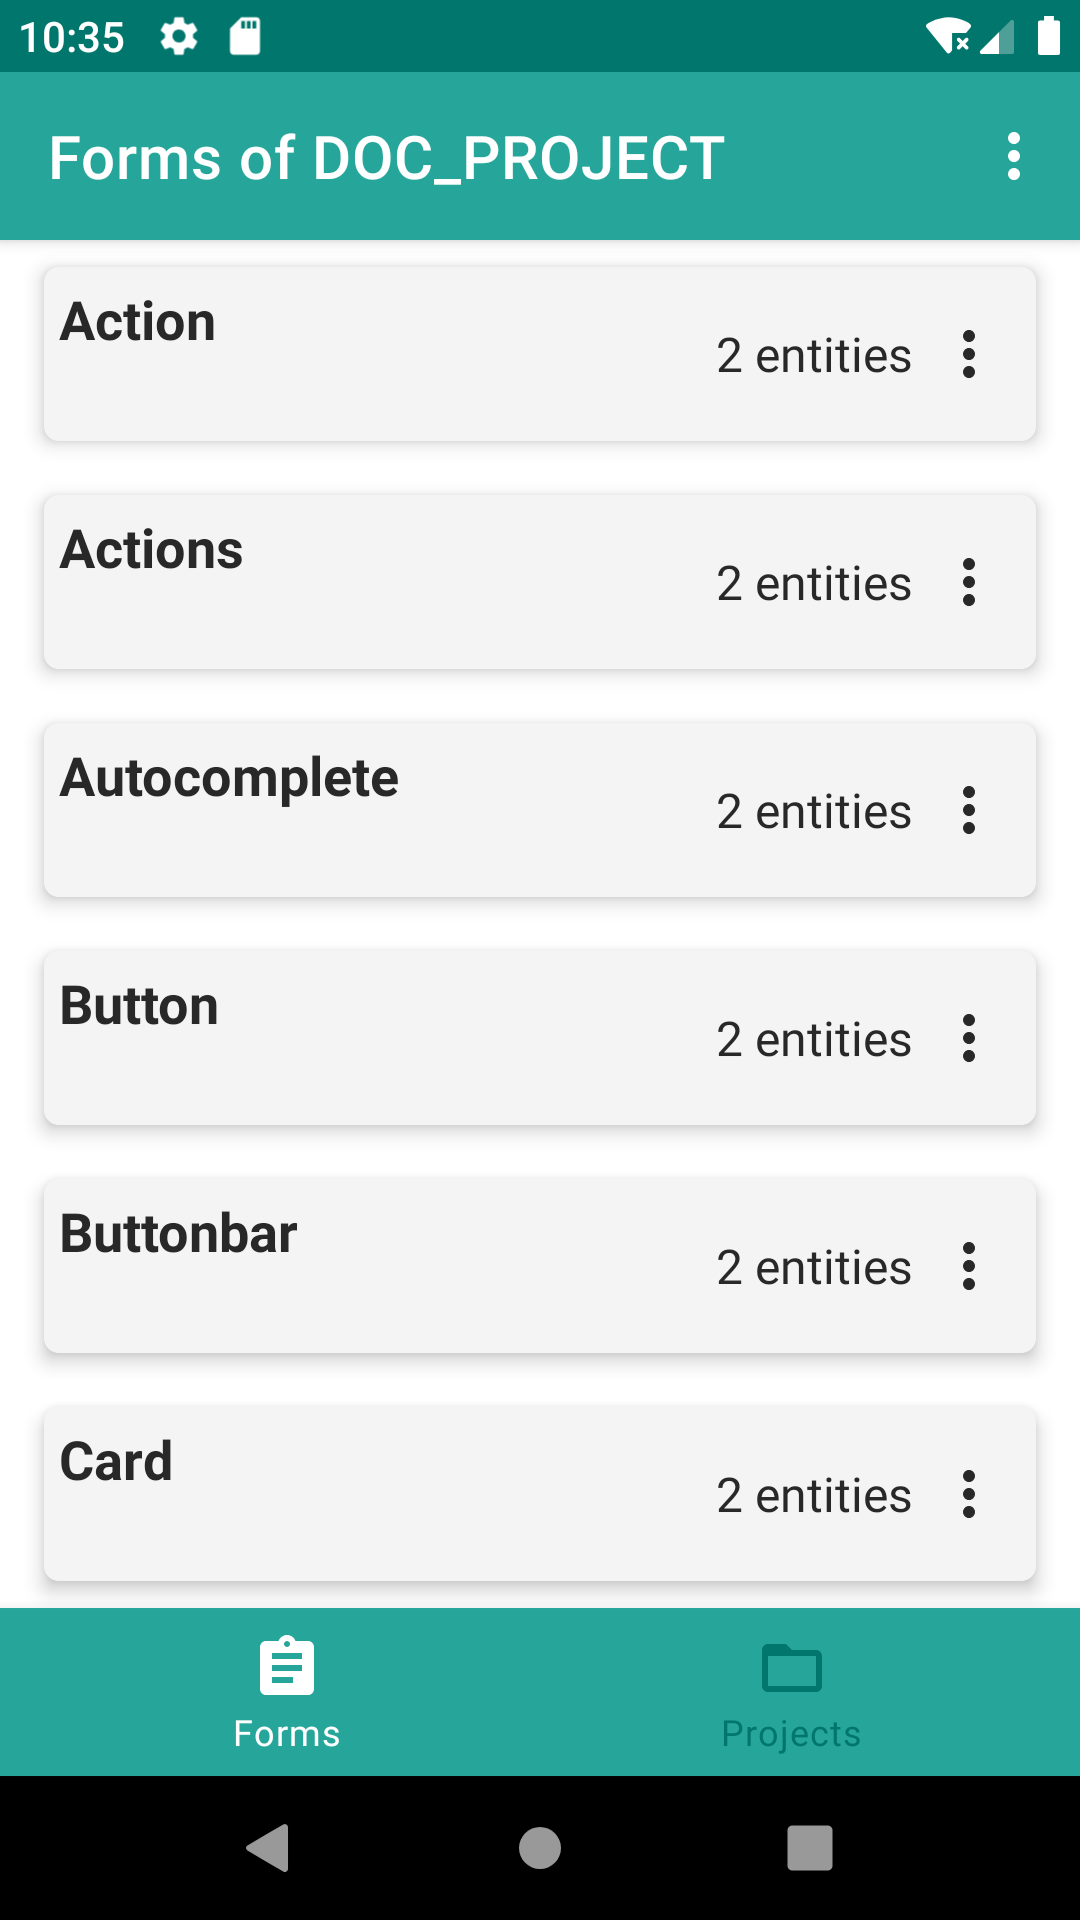 10:35
Forms of DOC_PROJECT
Action
2 entities
Actions
2 entities
Autocomplete
2 entities
Button
2 entities
Buttonbar
2 entities
Card
2 entities
Forms
Projects